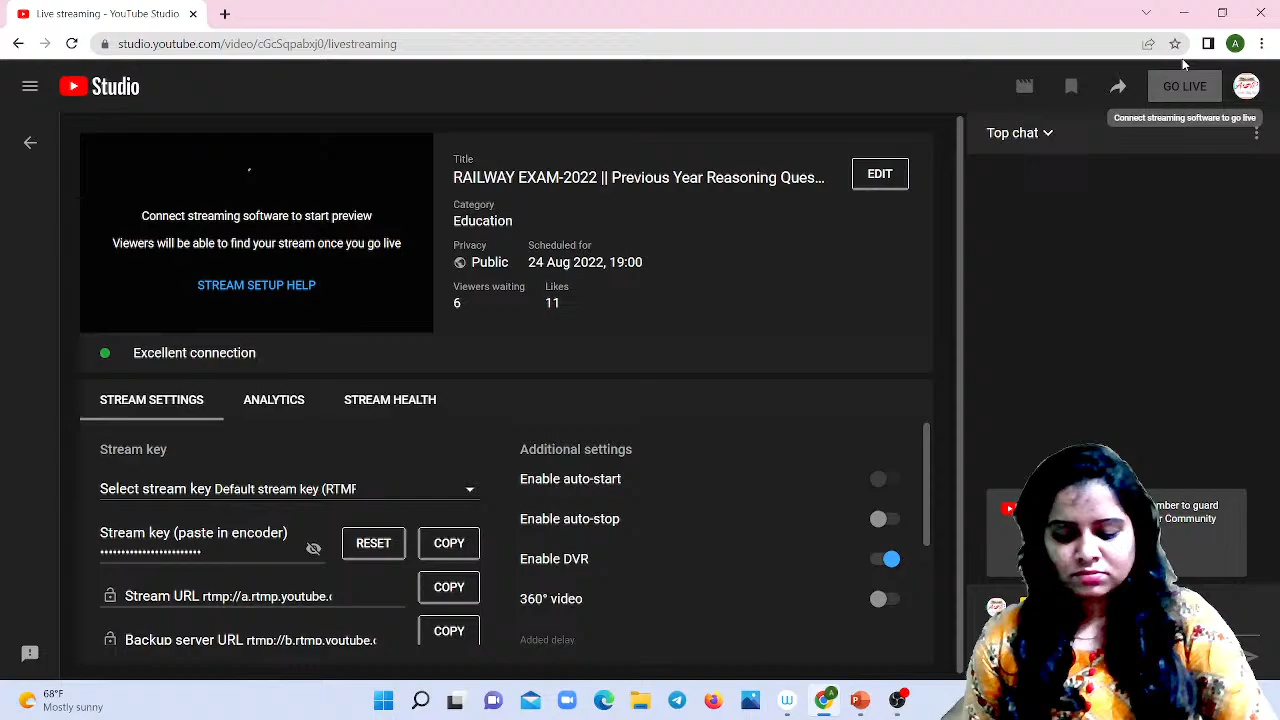 Live streaming - YouTube Studio
studio.youtube.com/video/cGcSqpabxj0/livestreaming
A
Studio
GO LIVE
Connect streaming software to go live
Top chat
Connect streaming software to start preview
Viewers will be able to find your stream once you go live
STREAM SETUP HELP
Title
RAILWAY EXAM-2022 || Previous Year Reasoning Ques...
EDIT
Category
Education
Privacy
Public
Scheduled for
24 Aug 2022, 19:00
Viewers waiting
6
Likes
11
Excellent connection
STREAM SETTINGS
ANALYTICS
STREAM HEALTH
Stream key
Select stream key Default stream key (RTMP
Stream key (paste in encoder)
RESET
COPY
Stream URL rtmp://a.rtmp.youtube.c
COPY
Backup server URL rtmp://b.rtmp.youtube.c
COPY
Additional settings
Enable auto-start
Enable auto-stop
Enable DVR
360° video
Added delay
mber to guard
Community
68°F
Mostly sunny